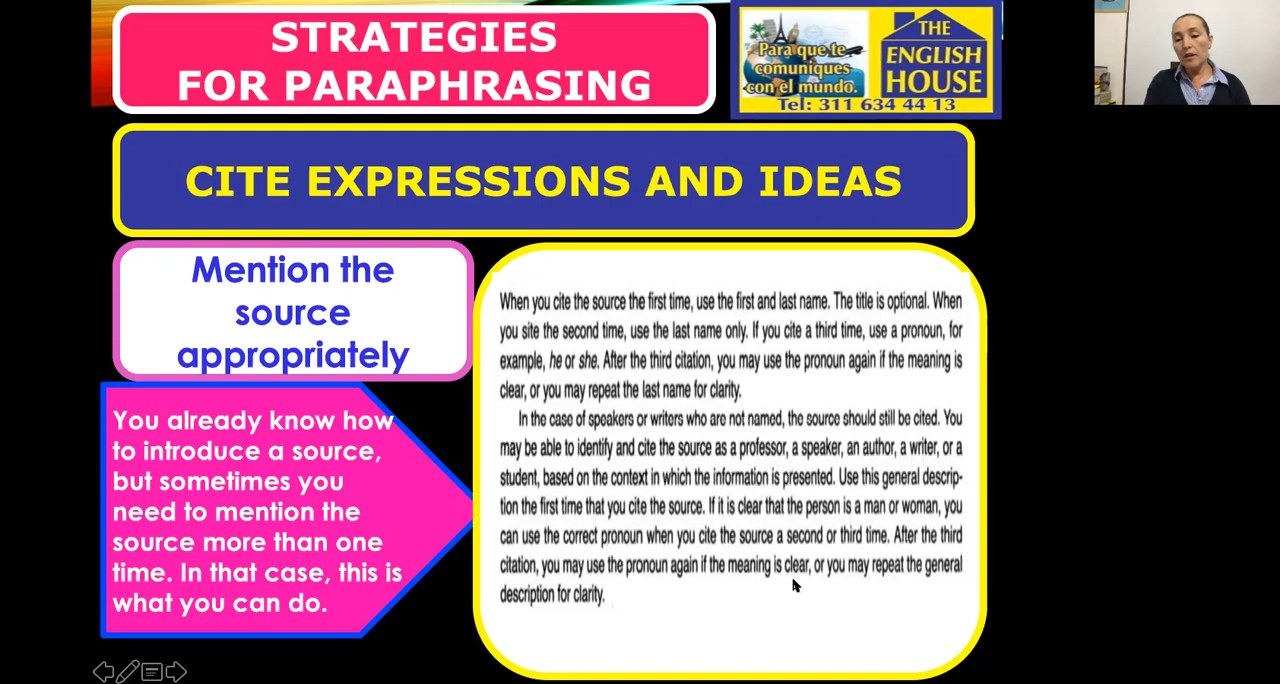 STRATEGIES
FOR PARAPHRASING
Para que te
comuniques
con el mundo.
THE
ENGLISH
HOUSE
Tel: 311 634 44 13
CITE EXPRESSIONS AND IDEAS
Mention the
source
appropriately
You already know how
to introduce a source,
but sometimes you
need to mention the
source more than one
time. In that case, this is
what you can do.
When you cite the source the first time, use the first and last name. The title is optional. When
you site the second time, use the last name only. If you cite a third time, use a pronoun, for
example, he or she. After the third citation, you may use the pronoun again if the meaning is
clear, or you may repeat the last name for clarity.
In the case of speakers or writers who are not named, the source should still be cited. You
may be able to identify and cite the source as a professor, a speaker, an author, a writer, or a
student, based on the context in which the information is presented. Use this general descrip-
tion the first time that you cite the source. If it is clear that the person is a man or woman, you
can use the correct pronoun when you cite the source a second or third time. After the third
citation, you may use the pronoun again if the meaning is clear, or you may repeat the general
description for clarity.